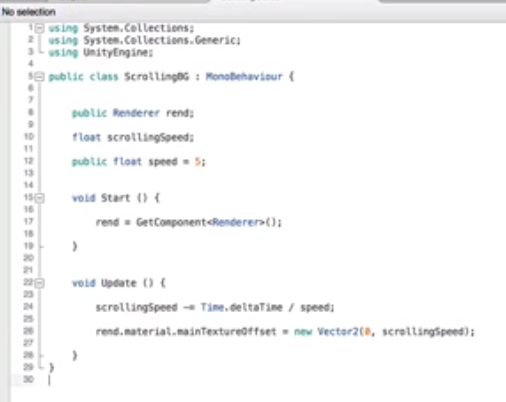 No selection
1 using System.Collections;
2 using System.Collections.Generic;
3 using UnityEngine;
4
5 public class ScrollingBG : MonoBehaviour {
6
7
8 public Renderer rend;
9
10 float scrollingSpeed;
11
12 public float speed = 5;
13
14
15 void Start () {
16
17 rend = GetComponent<Renderer>();
18
19 }
20
21
22 void Update () {
23
24 scrollingSpeed -= Time.deltaTime / speed;
25
26 rend.material.mainTextureOffset = new Vector2(0, scrollingSpeed);
27
28 }
29 }
30